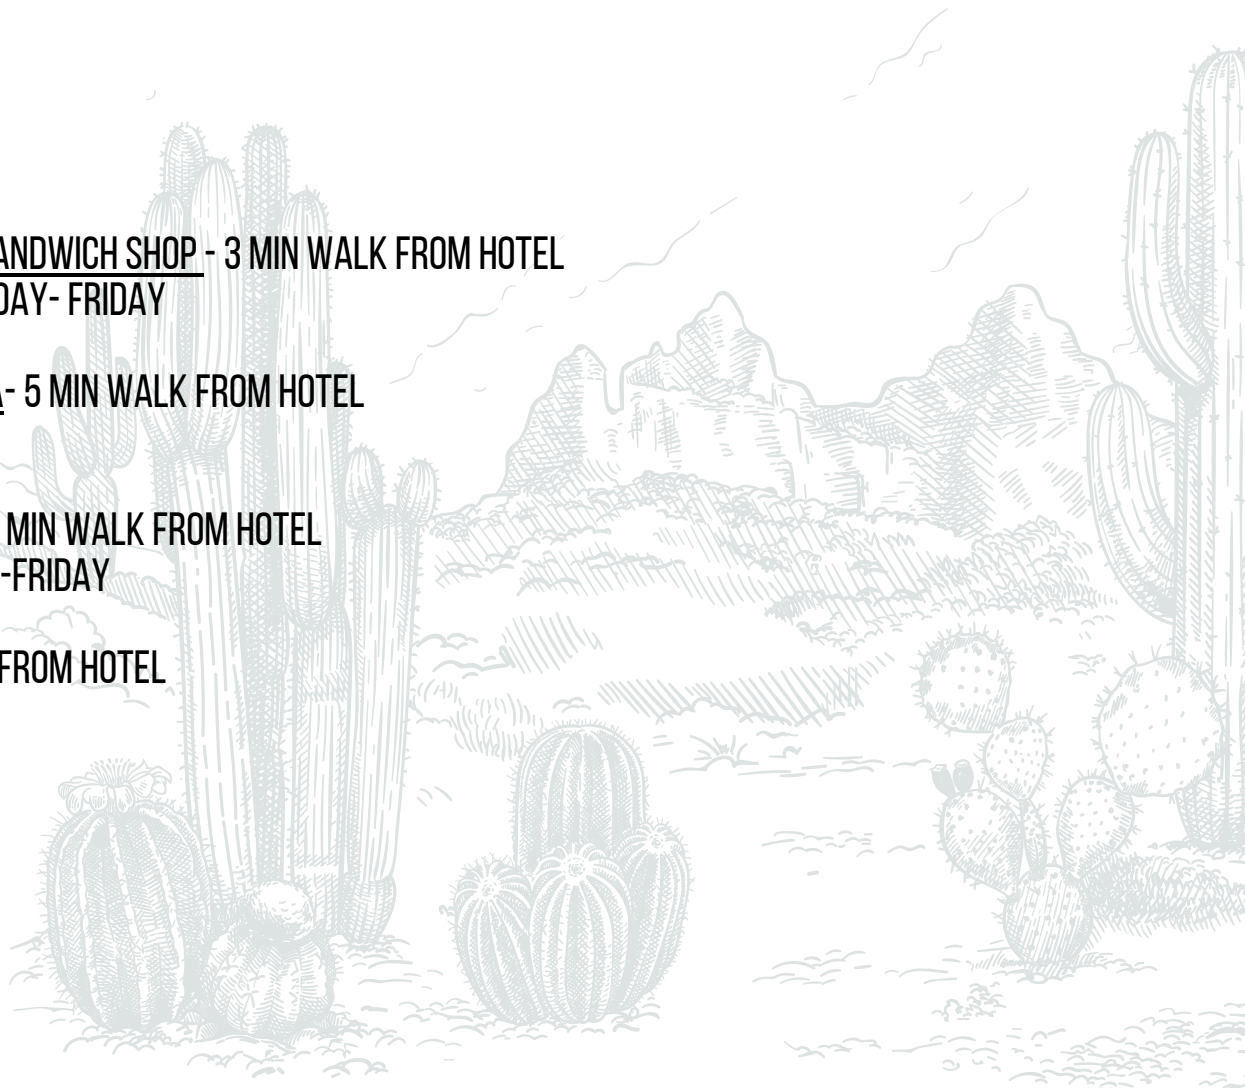 ANDWICH SHOP - 3 MIN WALK FROM HOTEL
DAY- FRIDAY
- 5 MIN WALK FROM HOTEL
MIN WALK FROM HOTEL
-FRIDAY
FROM HOTEL